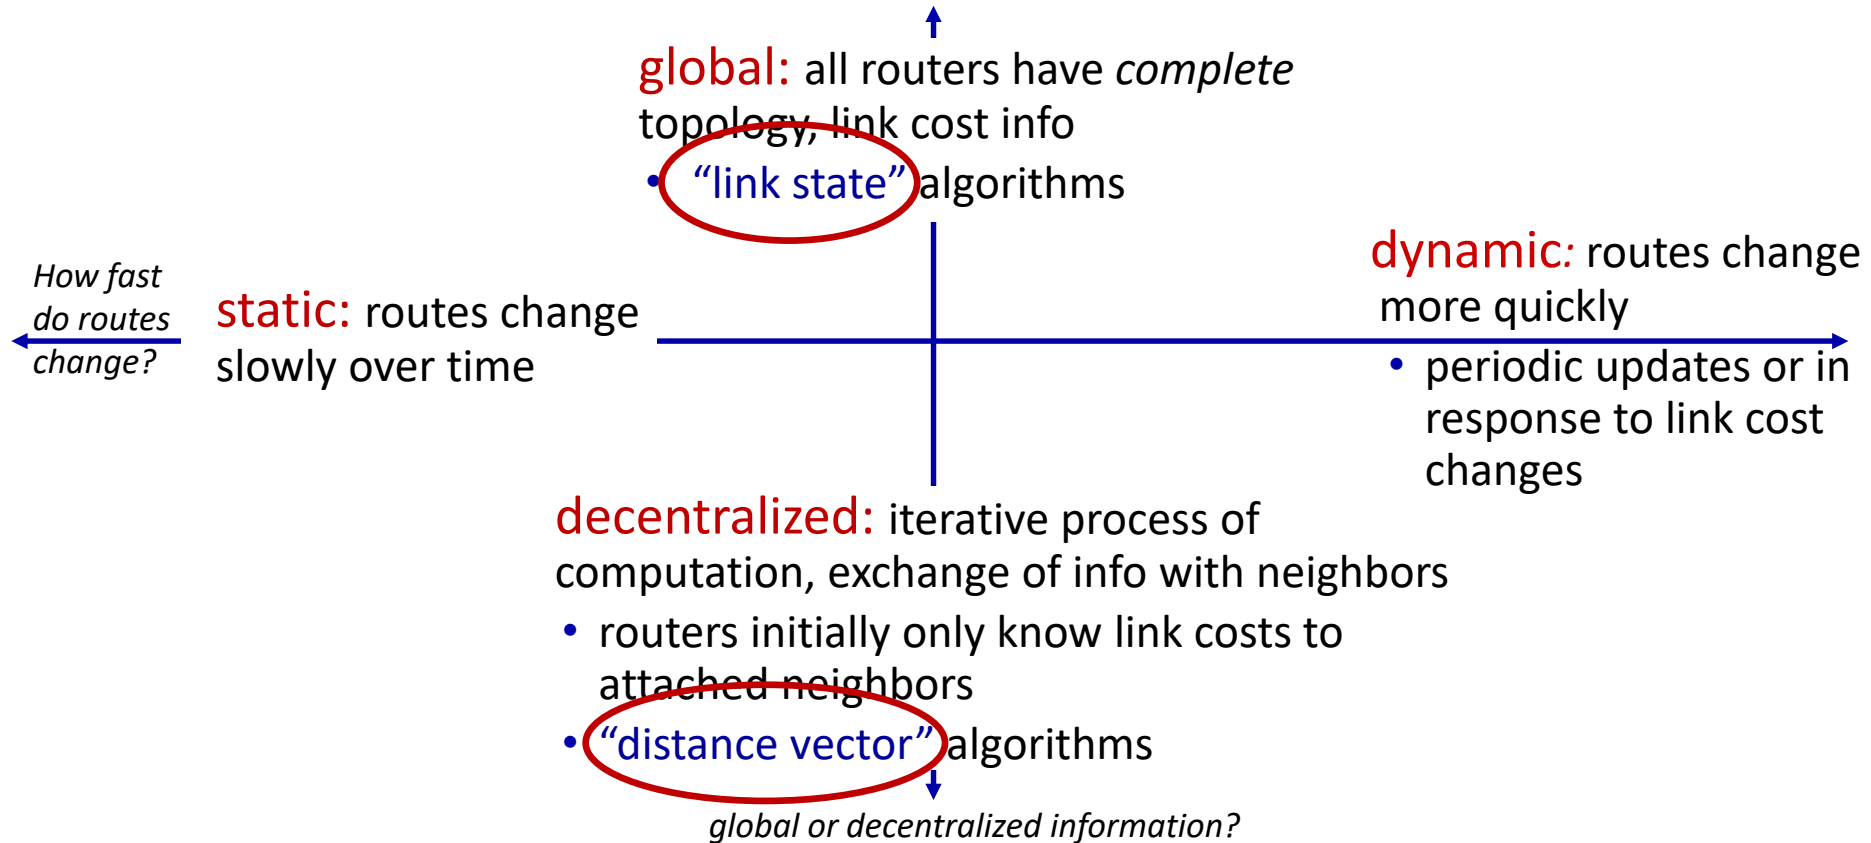 global: all routers have complete
topology, link cost info
• “link state” algorithms
How fast
do routes
change?
static: routes change
slowly over time
dynamic: routes change
more quickly
• periodic updates or in
response to link cost
changes
decentralized: iterative process of
computation, exchange of info with neighbors
• routers initially only know link costs to
attached neighbors
• “distance vector” algorithms
global or decentralized information?